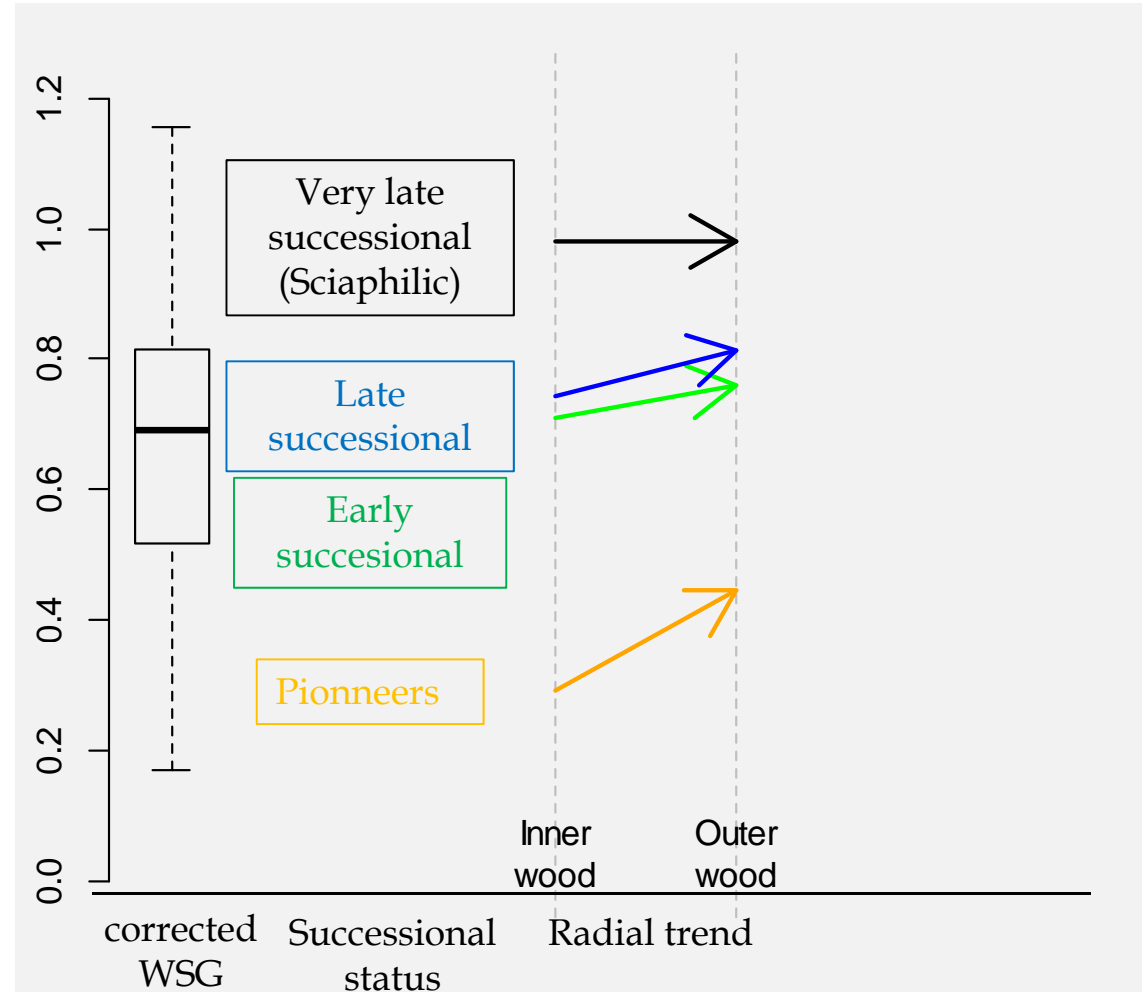 1.2
1.0
0.8
0.6
0.4
0.2
0.0
Very late
successional
(Sciaphilic)
Late
successional
Early
succesional
Pionneers
Inner
wood
Outer
wood
corrected
WSG
Successional
status
Radial trend